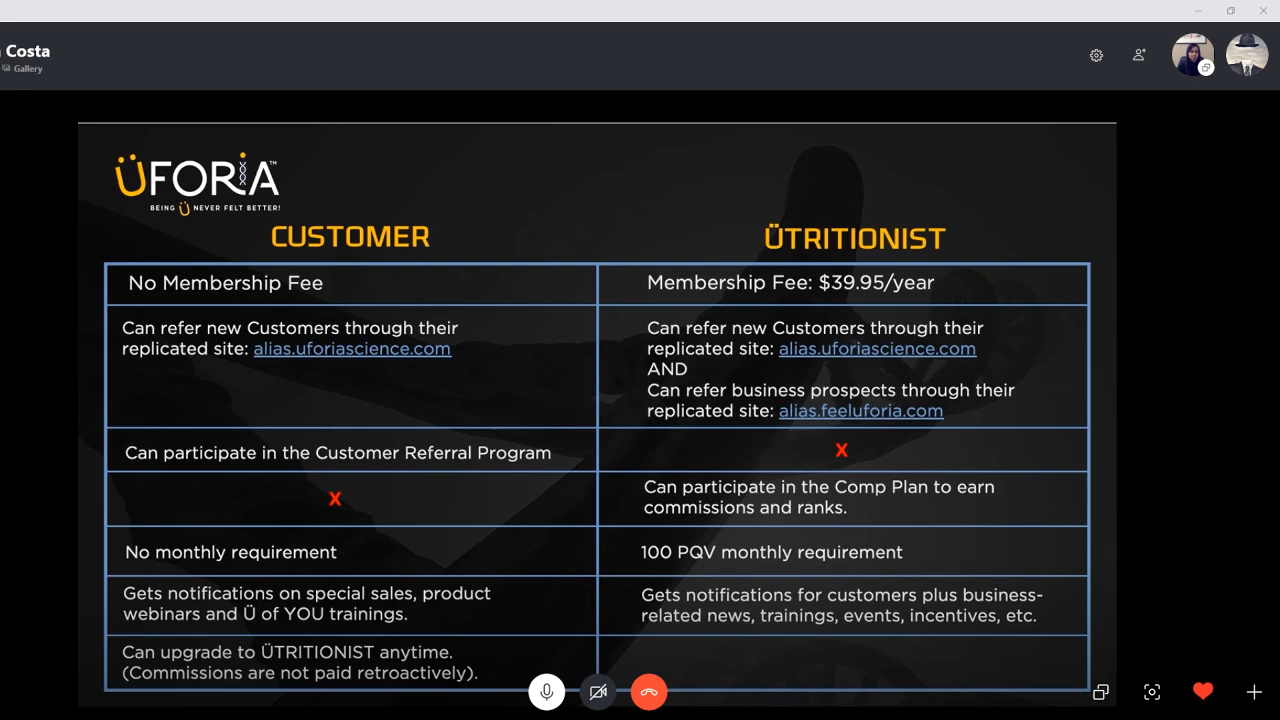 Costa
Gallery
ÜFORIA™
BEING Ü NEVER FELT BETTER!
CUSTOMER
ÜTRITIONIST
No Membership Fee
Membership Fee: $39.95/year
Can refer new Customers through their
replicated site: alias.uforiascience.com
Can refer new Customers through their
replicated site: alias.uforiascience.com
AND
Can refer business prospects through their
replicated site: alias.feeluforia.com
Can participate in the Customer Referral Program
X
X
Can participate in the Comp Plan to earn
commissions and ranks.
No monthly requirement
100 PQV monthly requirement
Gets notifications on special sales, product
webinars and Ü of YOU trainings.
Gets notifications for customers plus business-
related news, trainings, events, incentives, etc.
Can upgrade to ÜTRITIONIST anytime.
(Commissions are not paid retroactively).